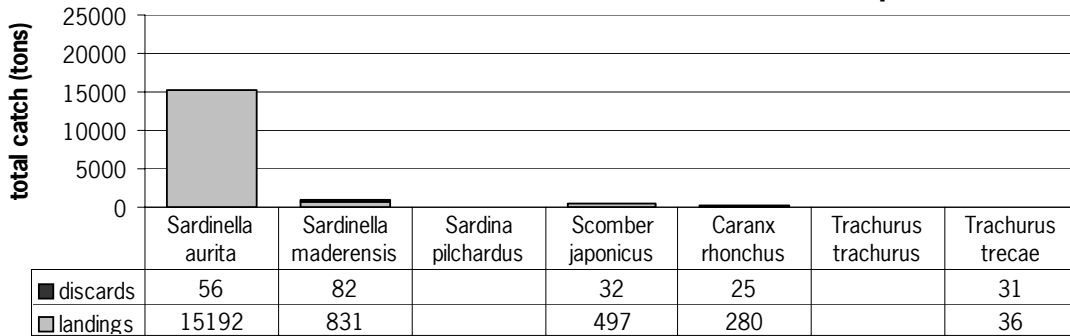 total catch (tons)
25000
20000
15000
10000
5000
0
Sardinella aurita
Sardinella maderensis
Sardina pilchardus
Scomber japonicus
Caranx rhonchus
Trachurus trachurus
Trachurus trecae
discards 56 82 32 25 31
landings 15192 831 497 280 36